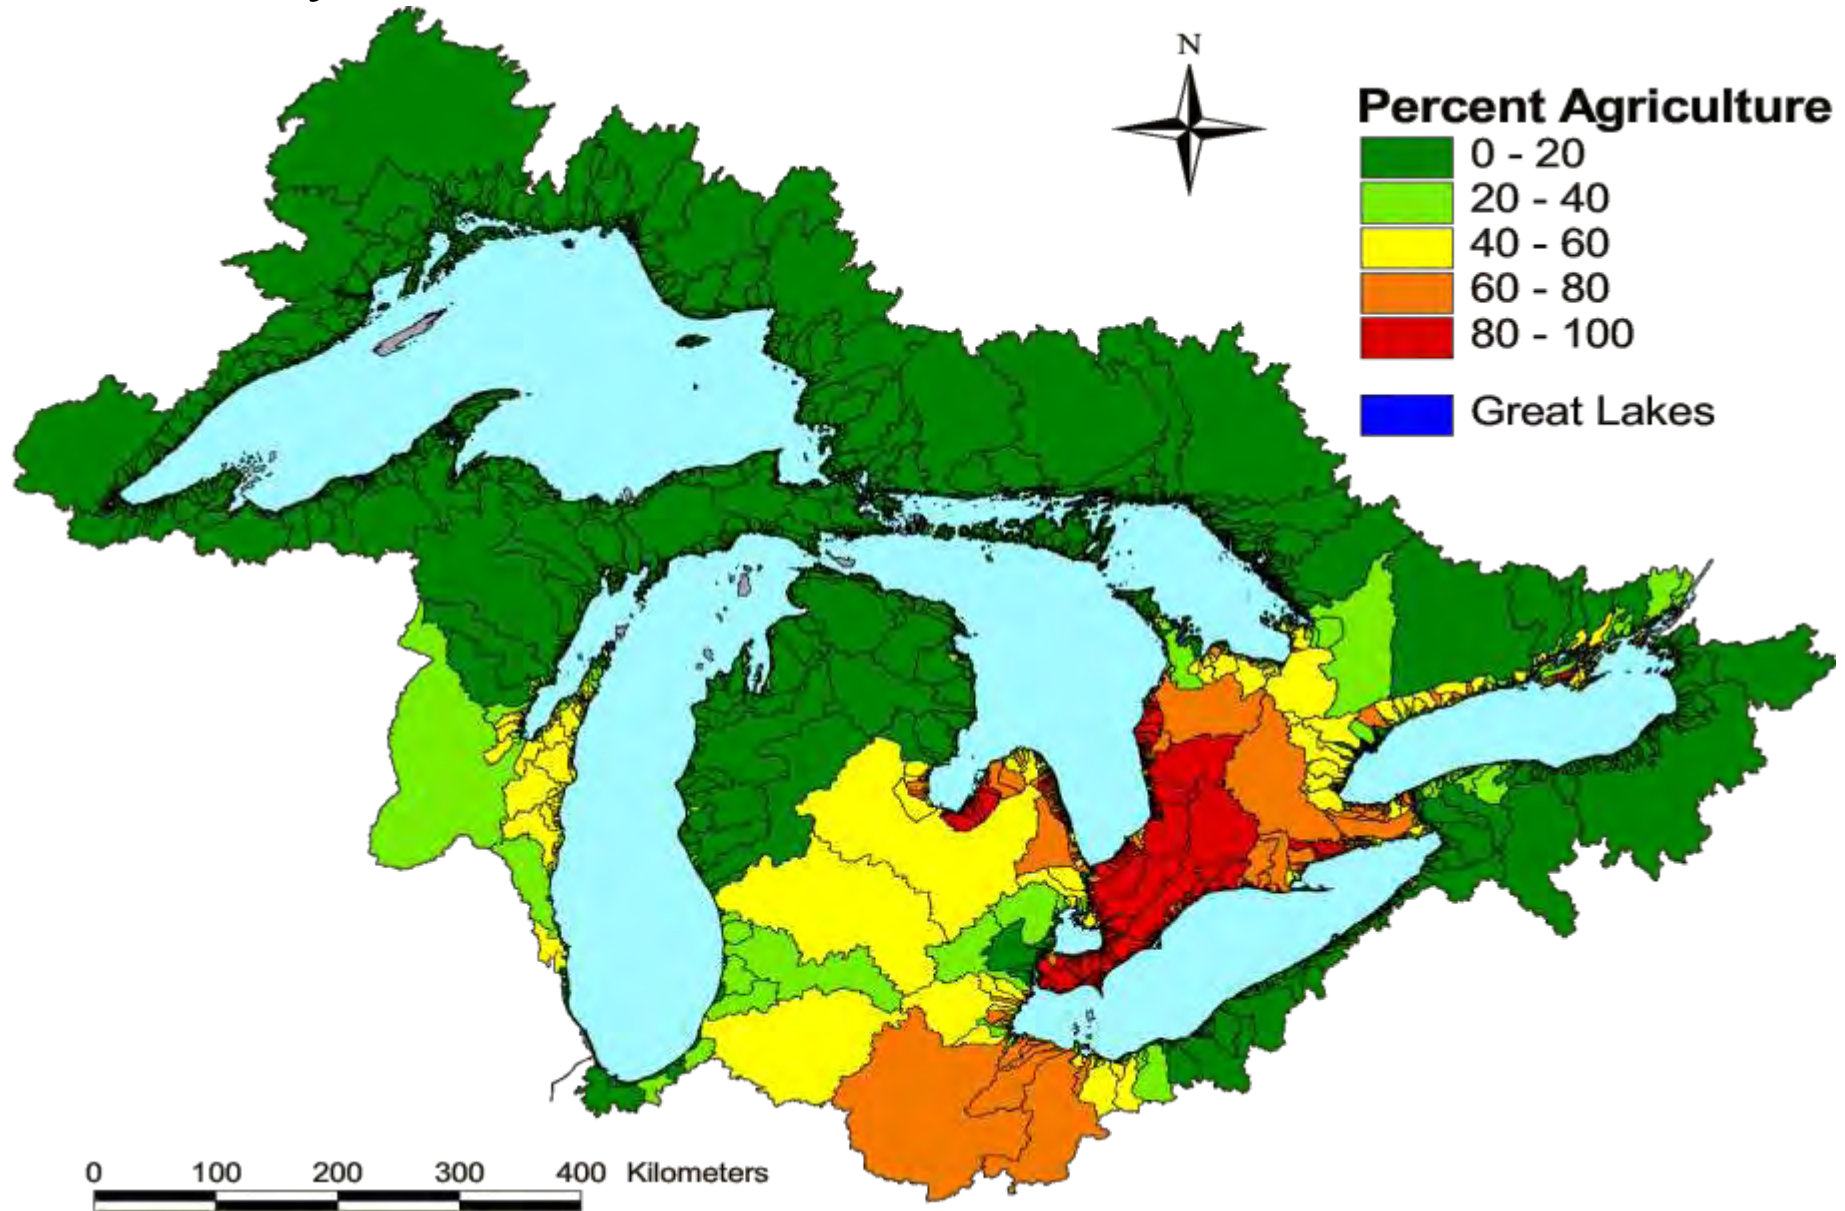 N
Percent Agriculture
0 - 20
20 - 40
40 - 60
60 - 80
80 - 100
Great Lakes
0 100 200 300 400 Kilometers